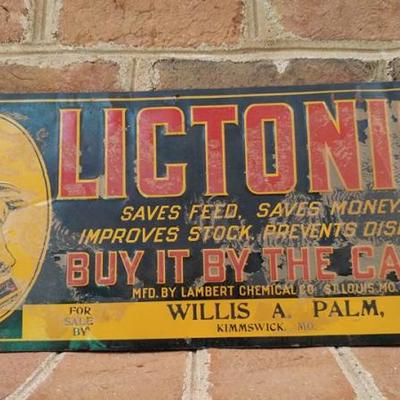 LICTONI
SAVES FEED, SAVES MONEY
IMPROVES STOCK, PREVENTS DIS
BUY IT BY THE CA
MFD. BY LAMBERT CHEMICAL CO. ST. LOUIS MO.
FOR SALE BY
WILLIS A. PALM,
KIMMSWICK, MO.